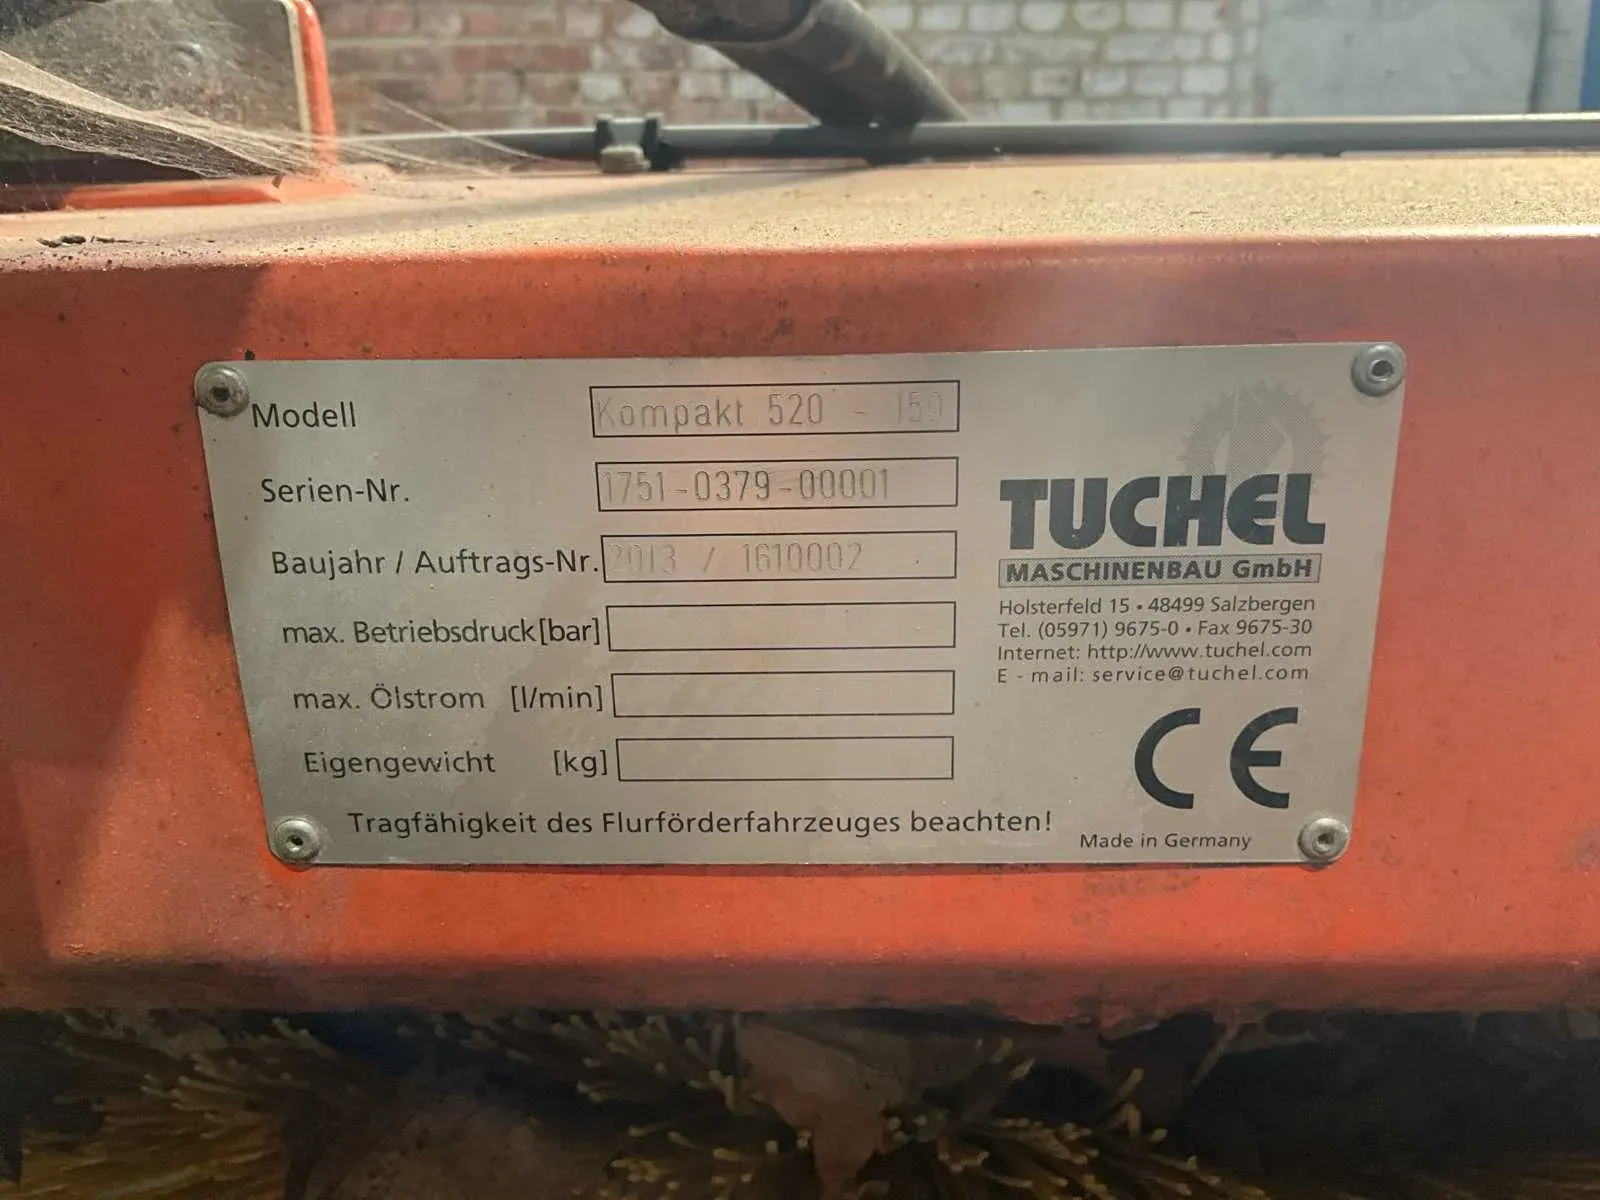 Modell Kompakt 520 - 150
Serien-Nr. 1751-0379-00001
Baujahr / Auftrags-Nr. 2013 / 1610002
max. Betriebsdruck[bar]
max. Ölstrom [l/min]
Eigengewicht [kg]
Tragfähigkeit des Flurförderfahrzeuges beachten!
TUCHEL
MASCHINENBAU GmbH
Holsterfeld 15 • 48499 Salzbergen
Tel. (05971) 9675-0 • Fax 9675-30
Internet: http://www.tuchel.com
E - mail: service@tuchel.com
CE
Made in Germany